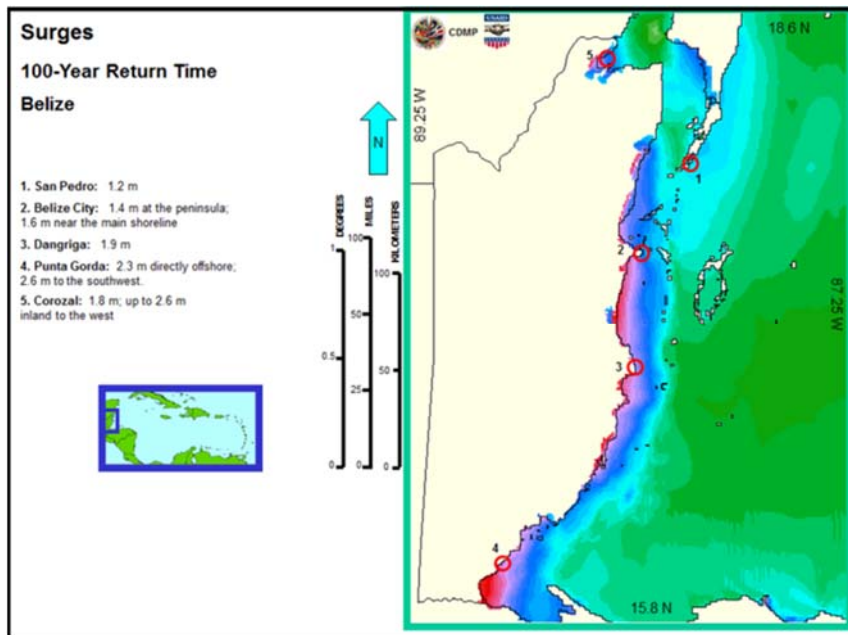 Surges
100-Year Return Time
Belize
1. San Pedro: 1.2 m
2. Belize City: 1.4 m at the peninsula;
1.6 m near the main shoreline
3. Dangriga: 1.9 m
4. Punta Gorda: 2.3 m directly offshore;
2.6 m to the southwest.
5. Corozal: 1.8 m; up to 2.6 m
inland to the west
N
DEGREES
MILES
KILOMETERS
1
100
100
0.5
50
50
25
0
0
0
CDMP
USAID
18.6 N
89.25 W
5
1
2
87.25 W
3
4
15.8 N